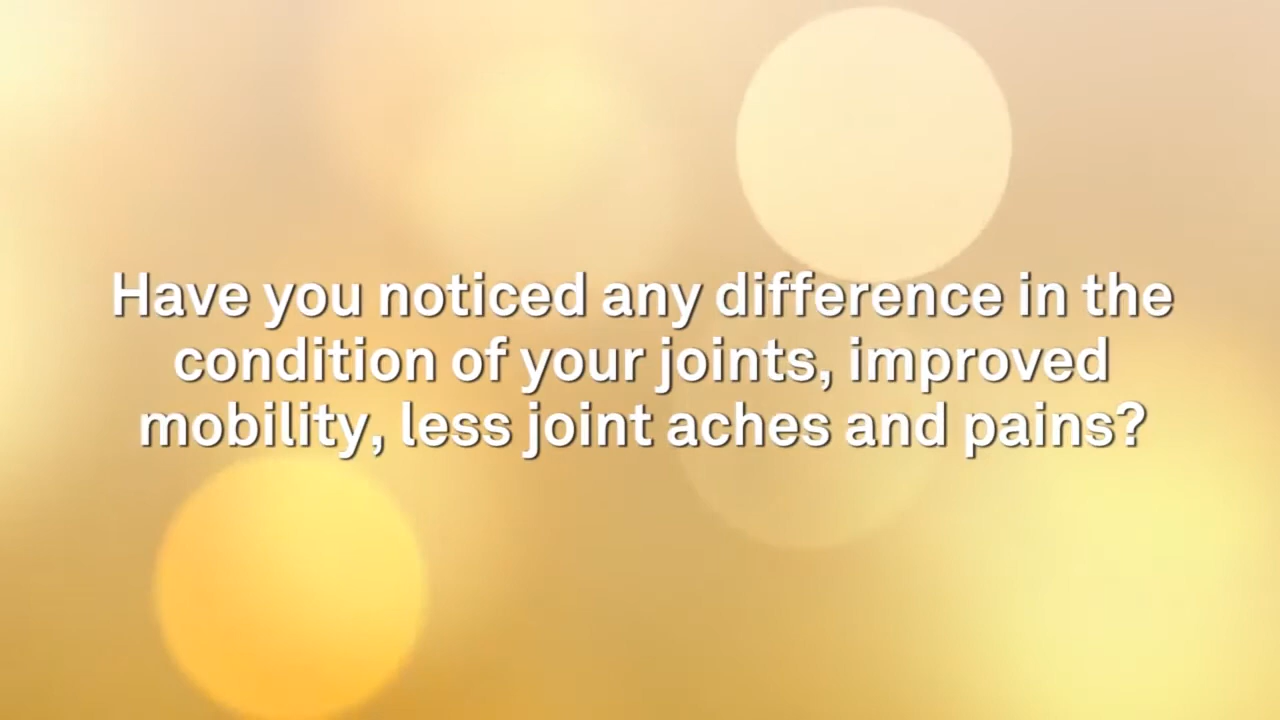 Have you noticed any difference in the
condition of your joints, improved
mobility, less joint aches and pains?